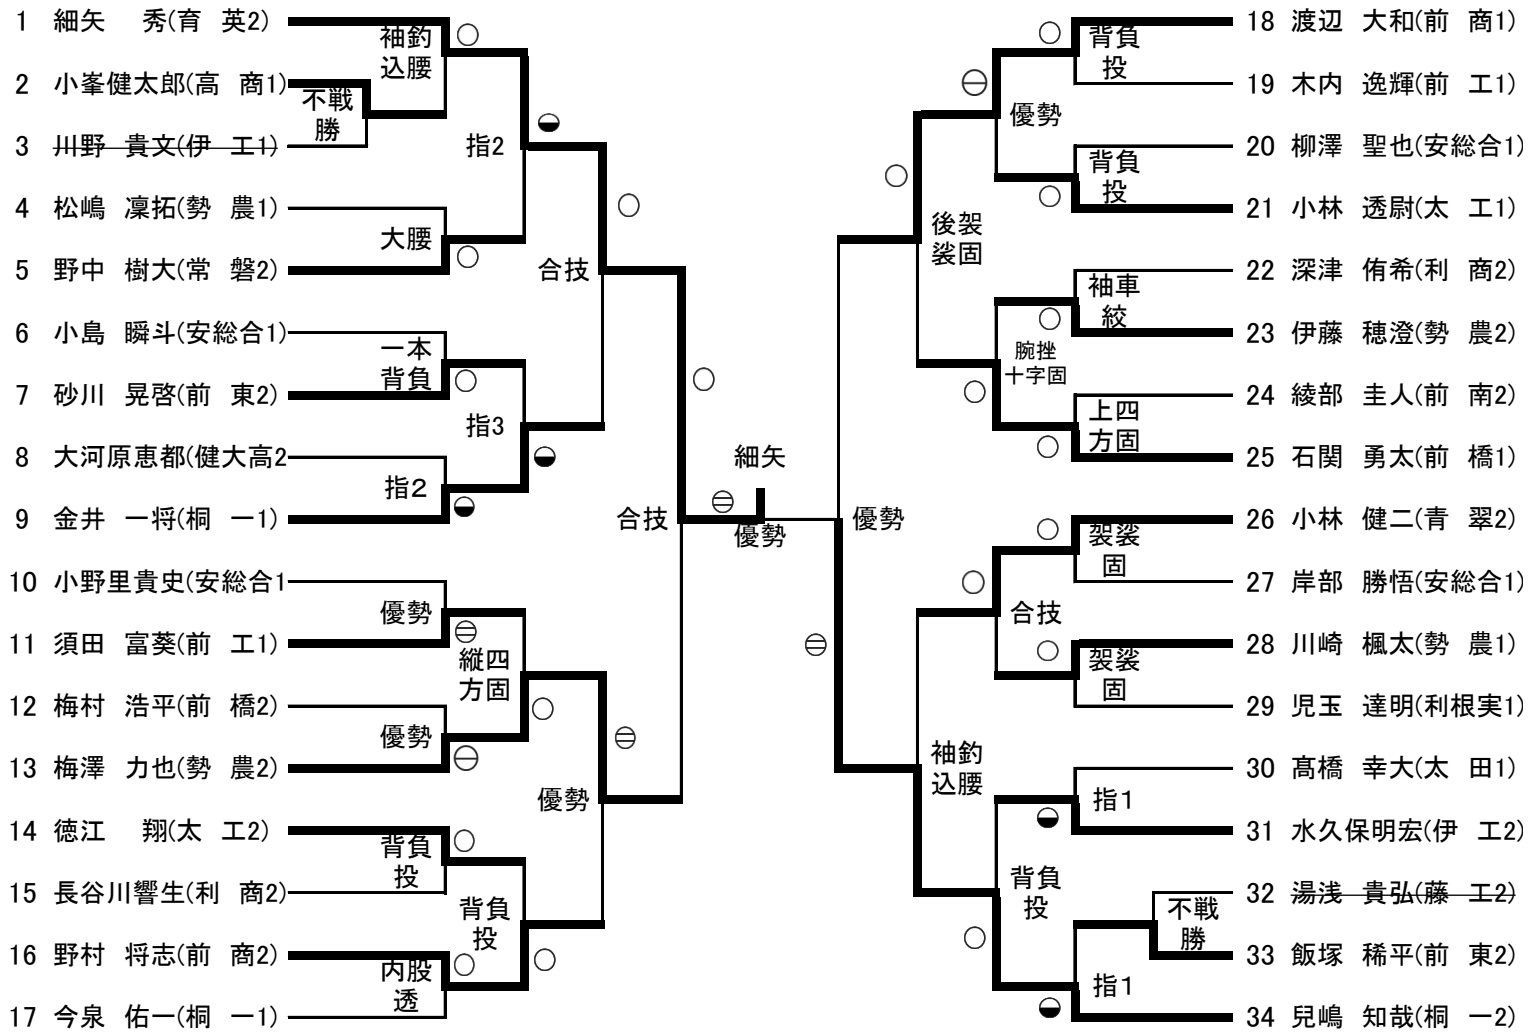 1 細矢 秀(育 英2)
2 小峯健太郎(高 商1)
3 川野 貴文(伊 工1)
4 松嶋 凜拓(勢 農1)
5 野中 樹大(常 磐2)
6 小島 瞬斗(安総合1)
7 砂川 晃啓(前 東2)
8 大河原恵都(健大高2
9 金井 一将(桐 一1)
10 小野里貴史(安総合1
11 須田 富葵(前 工1)
12 梅村 浩平(前 橋2)
13 梅澤 力也(勢 農2)
14 徳江 翔(太 工2)
15 長谷川響生(利 商2)
16 野村 将志(前 商2)
17 今泉 佑一(桐 一1)
不戦
勝
袖釣
込腰
大腰
一本
背負
指2
優勢
優勢
背負
投
内股
透
指2
指3
縦四
方固
背負
投
合技
優勢
合技
細矢
優勢
優勢
後袈
裟固
袖釣
込腰
優勢
腕挫
十字固
合技
背負
投
背負
投
背負
投
袖車
絞
上四
方固
袈裟
固
袈裟
固
指1
指1
不戦
勝
18 渡辺 大和(前 商1)
19 木内 逸輝(前 工1)
20 柳澤 聖也(安総合1)
21 小林 透尉(太 工1)
22 深津 侑希(利 商2)
23 伊藤 穂澄(勢 農2)
24 綾部 圭人(前 南2)
25 石関 勇太(前 橋1)
26 小林 健二(青 翠2)
27 岸部 勝悟(安総合1)
28 川崎 楓太(勢 農1)
29 児玉 達明(利根実1)
30 髙橋 幸大(太 田1)
31 水久保明宏(伊 工2)
32 湯浅 貴弘(藤 工2)
33 飯塚 稀平(前 東2)
34 兒嶋 知哉(桐 一2)